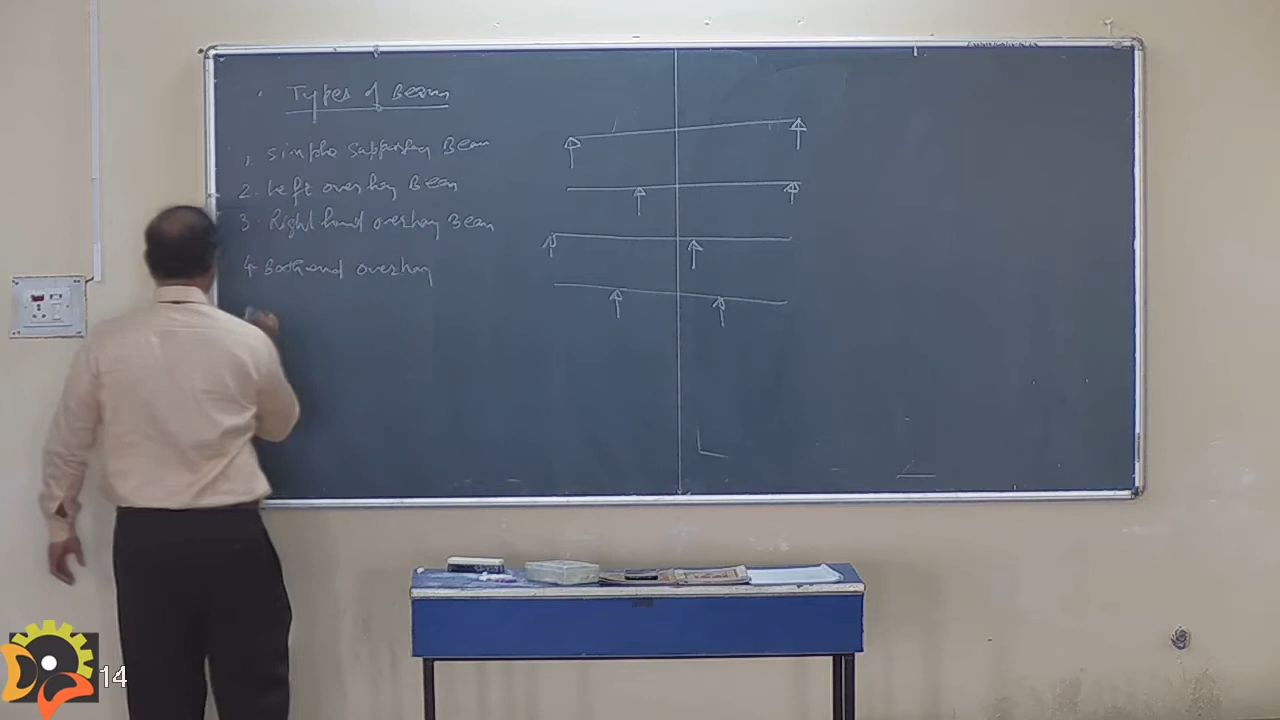 Types of Beam
1. Simple supporting Beam
2. Left overhang Beam
3. Right hand overhang Beam
4. Both end overhang
14